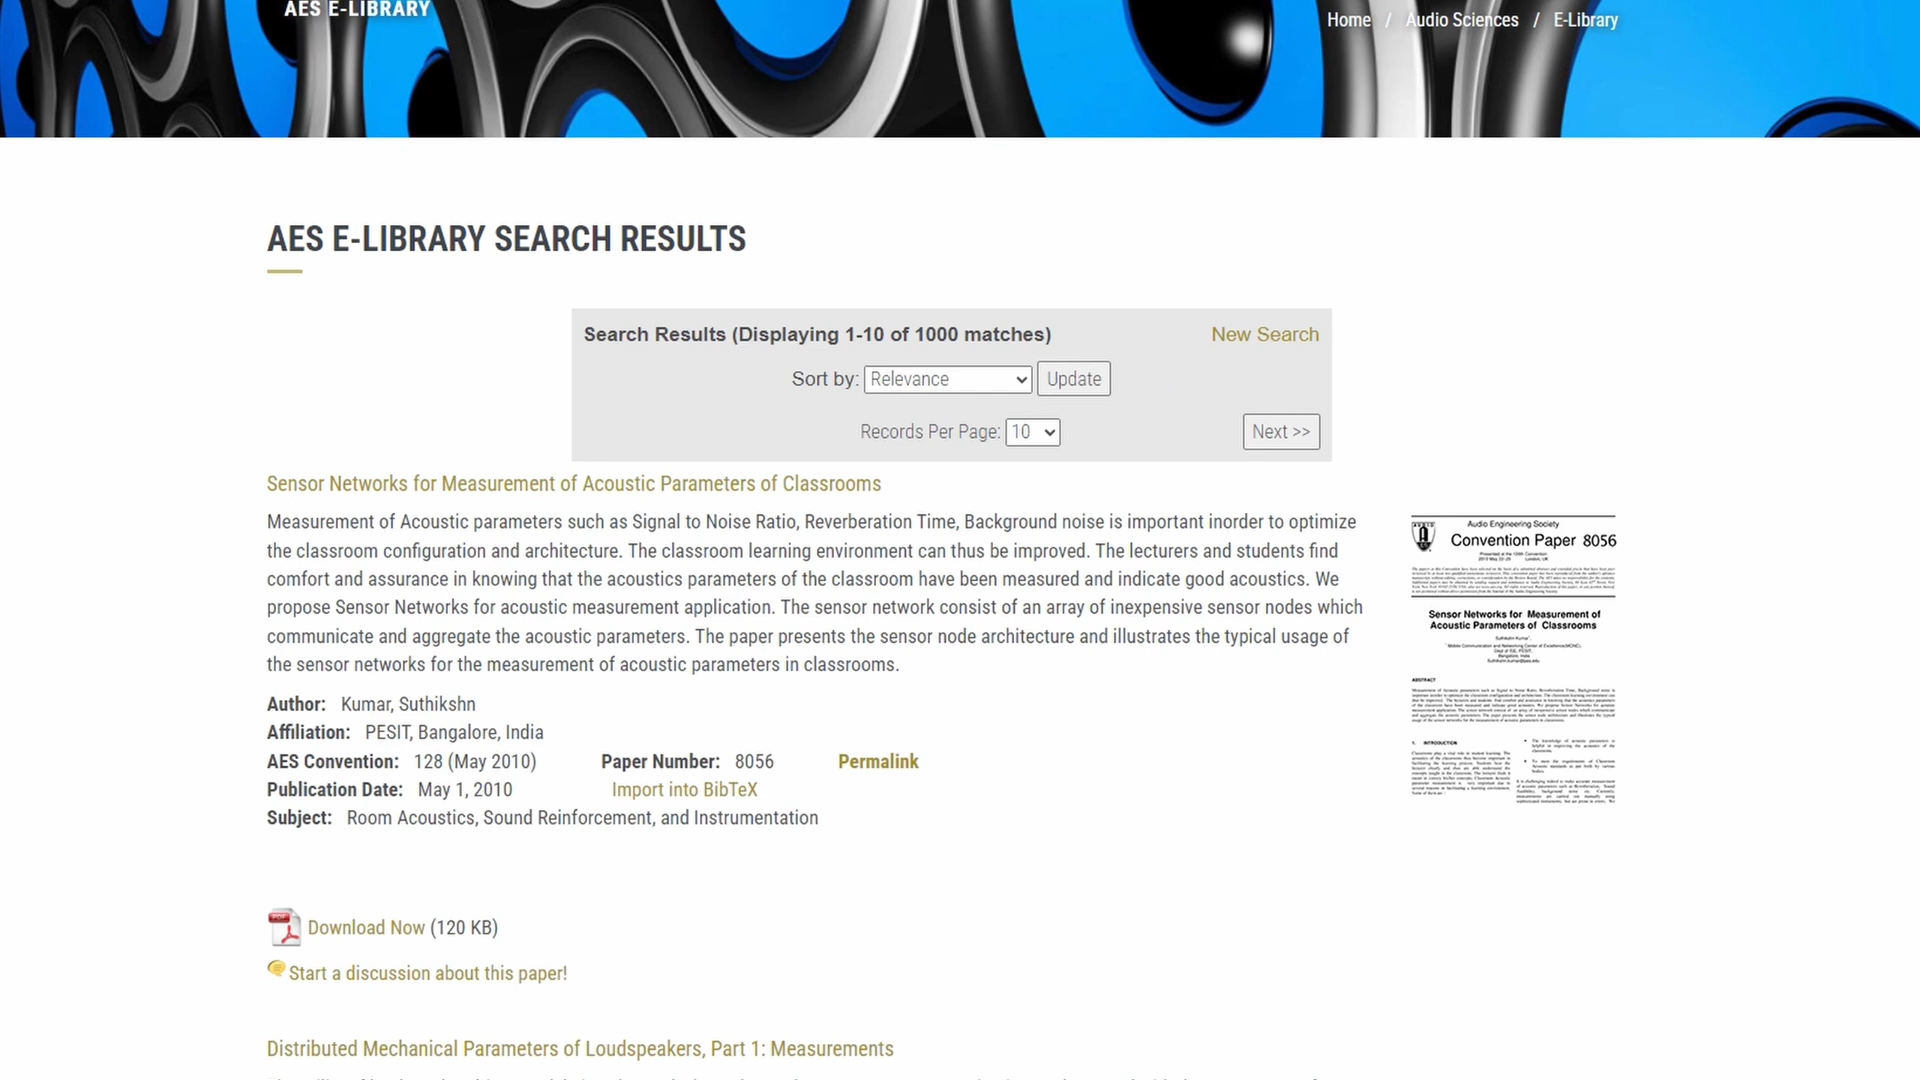 AES E-LIBRARY
Home / Audio Sciences / E-Library
AES E-LIBRARY SEARCH RESULTS
Search Results (Displaying 1-10 of 1000 matches)
New Search
Sort by: Relevance Update
Records Per Page: 10
Next >>
Sensor Networks for Measurement of Acoustic Parameters of Classrooms
Measurement of Acoustic parameters such as Signal to Noise Ratio, Reverberation Time, Background noise is important inorder to optimize
the classroom configuration and architecture. The classroom learning environment can thus be improved. The lecturers and students find
comfort and assurance in knowing that the acoustics parameters of the classroom have been measured and indicate good acoustics. We
propose Sensor Networks for acoustic measurement application. The sensor network consist of an array of inexpensive sensor nodes which
communicate and aggregate the acoustic parameters. The paper presents the sensor node architecture and illustrates the typical usage of
the sensor networks for the measurement of acoustic parameters in classrooms.
Author: Kumar, Suthikshn
Affiliation: PESIT, Bangalore, India
AES Convention: 128 (May 2010) Paper Number: 8056 Permalink
Publication Date: May 1, 2010 Import into BibTeX
Subject: Room Acoustics, Sound Reinforcement, and Instrumentation
Audio Engineering Society
Convention Paper 8056
Sensor Networks for Measurement of
Acoustic Parameters of Classrooms
ABSTRACT
1. INTRODUCTION
Download Now (120 KB)
Start a discussion about this paper!
Distributed Mechanical Parameters of Loudspeakers, Part 1: Measurements